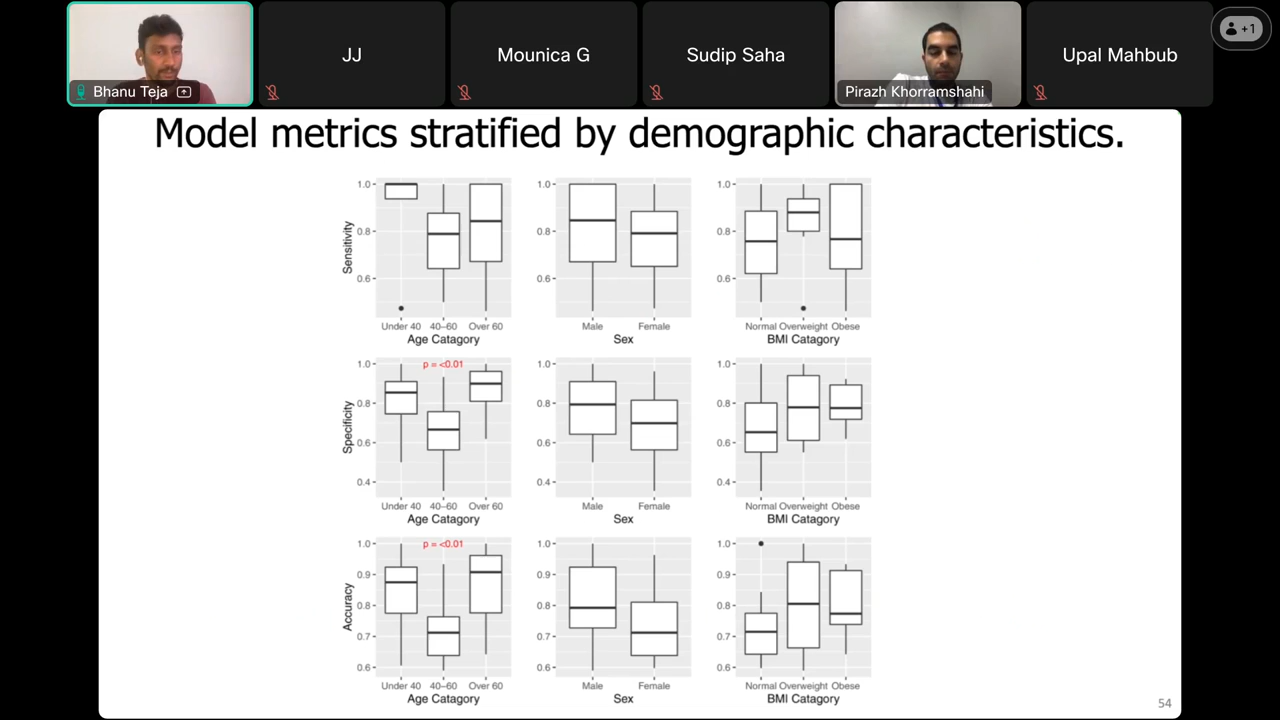 Bhanu Teja
JJ
Mounica G
Sudip Saha
Pirazh Khorramshahi
Upal Mahbub
+1
Model metrics stratified by demographic characteristics.
Sensitivity
1.0
0.8
0.6
Under 40 40–60 Over 60
Age Catagory
1.0
0.8
0.6
Male Female
Sex
1.0
0.8
0.6
Normal Overweight Obese
BMI Catagory
Specificity
1.0
0.8
0.6
0.4
p = <0.01
Under 40 40–60 Over 60
Age Catagory
1.0
0.8
0.6
0.4
Male Female
Sex
1.0
0.8
0.6
0.4
Normal Overweight Obese
BMI Catagory
Accuracy
1.0
0.9
0.8
0.7
0.6
p = <0.01
Under 40 40–60 Over 60
Age Catagory
1.0
0.9
0.8
0.7
0.6
Male Female
Sex
1.0
0.9
0.8
0.7
0.6
Normal Overweight Obese
BMI Catagory
54